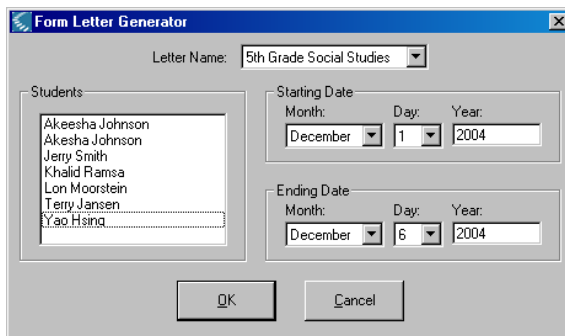 Form Letter Generator
Letter Name: 5th Grade Social Studies
Students
Akeesha Johnson
Akesha Johnson
Jerry Smith
Khalid Ramsa
Lon Moorstein
Terry Jansen
Yao Hsing
Starting Date
Month: Day: Year:
December 1 2004
Ending Date
Month: Day: Year:
December 6 2004
OK Cancel